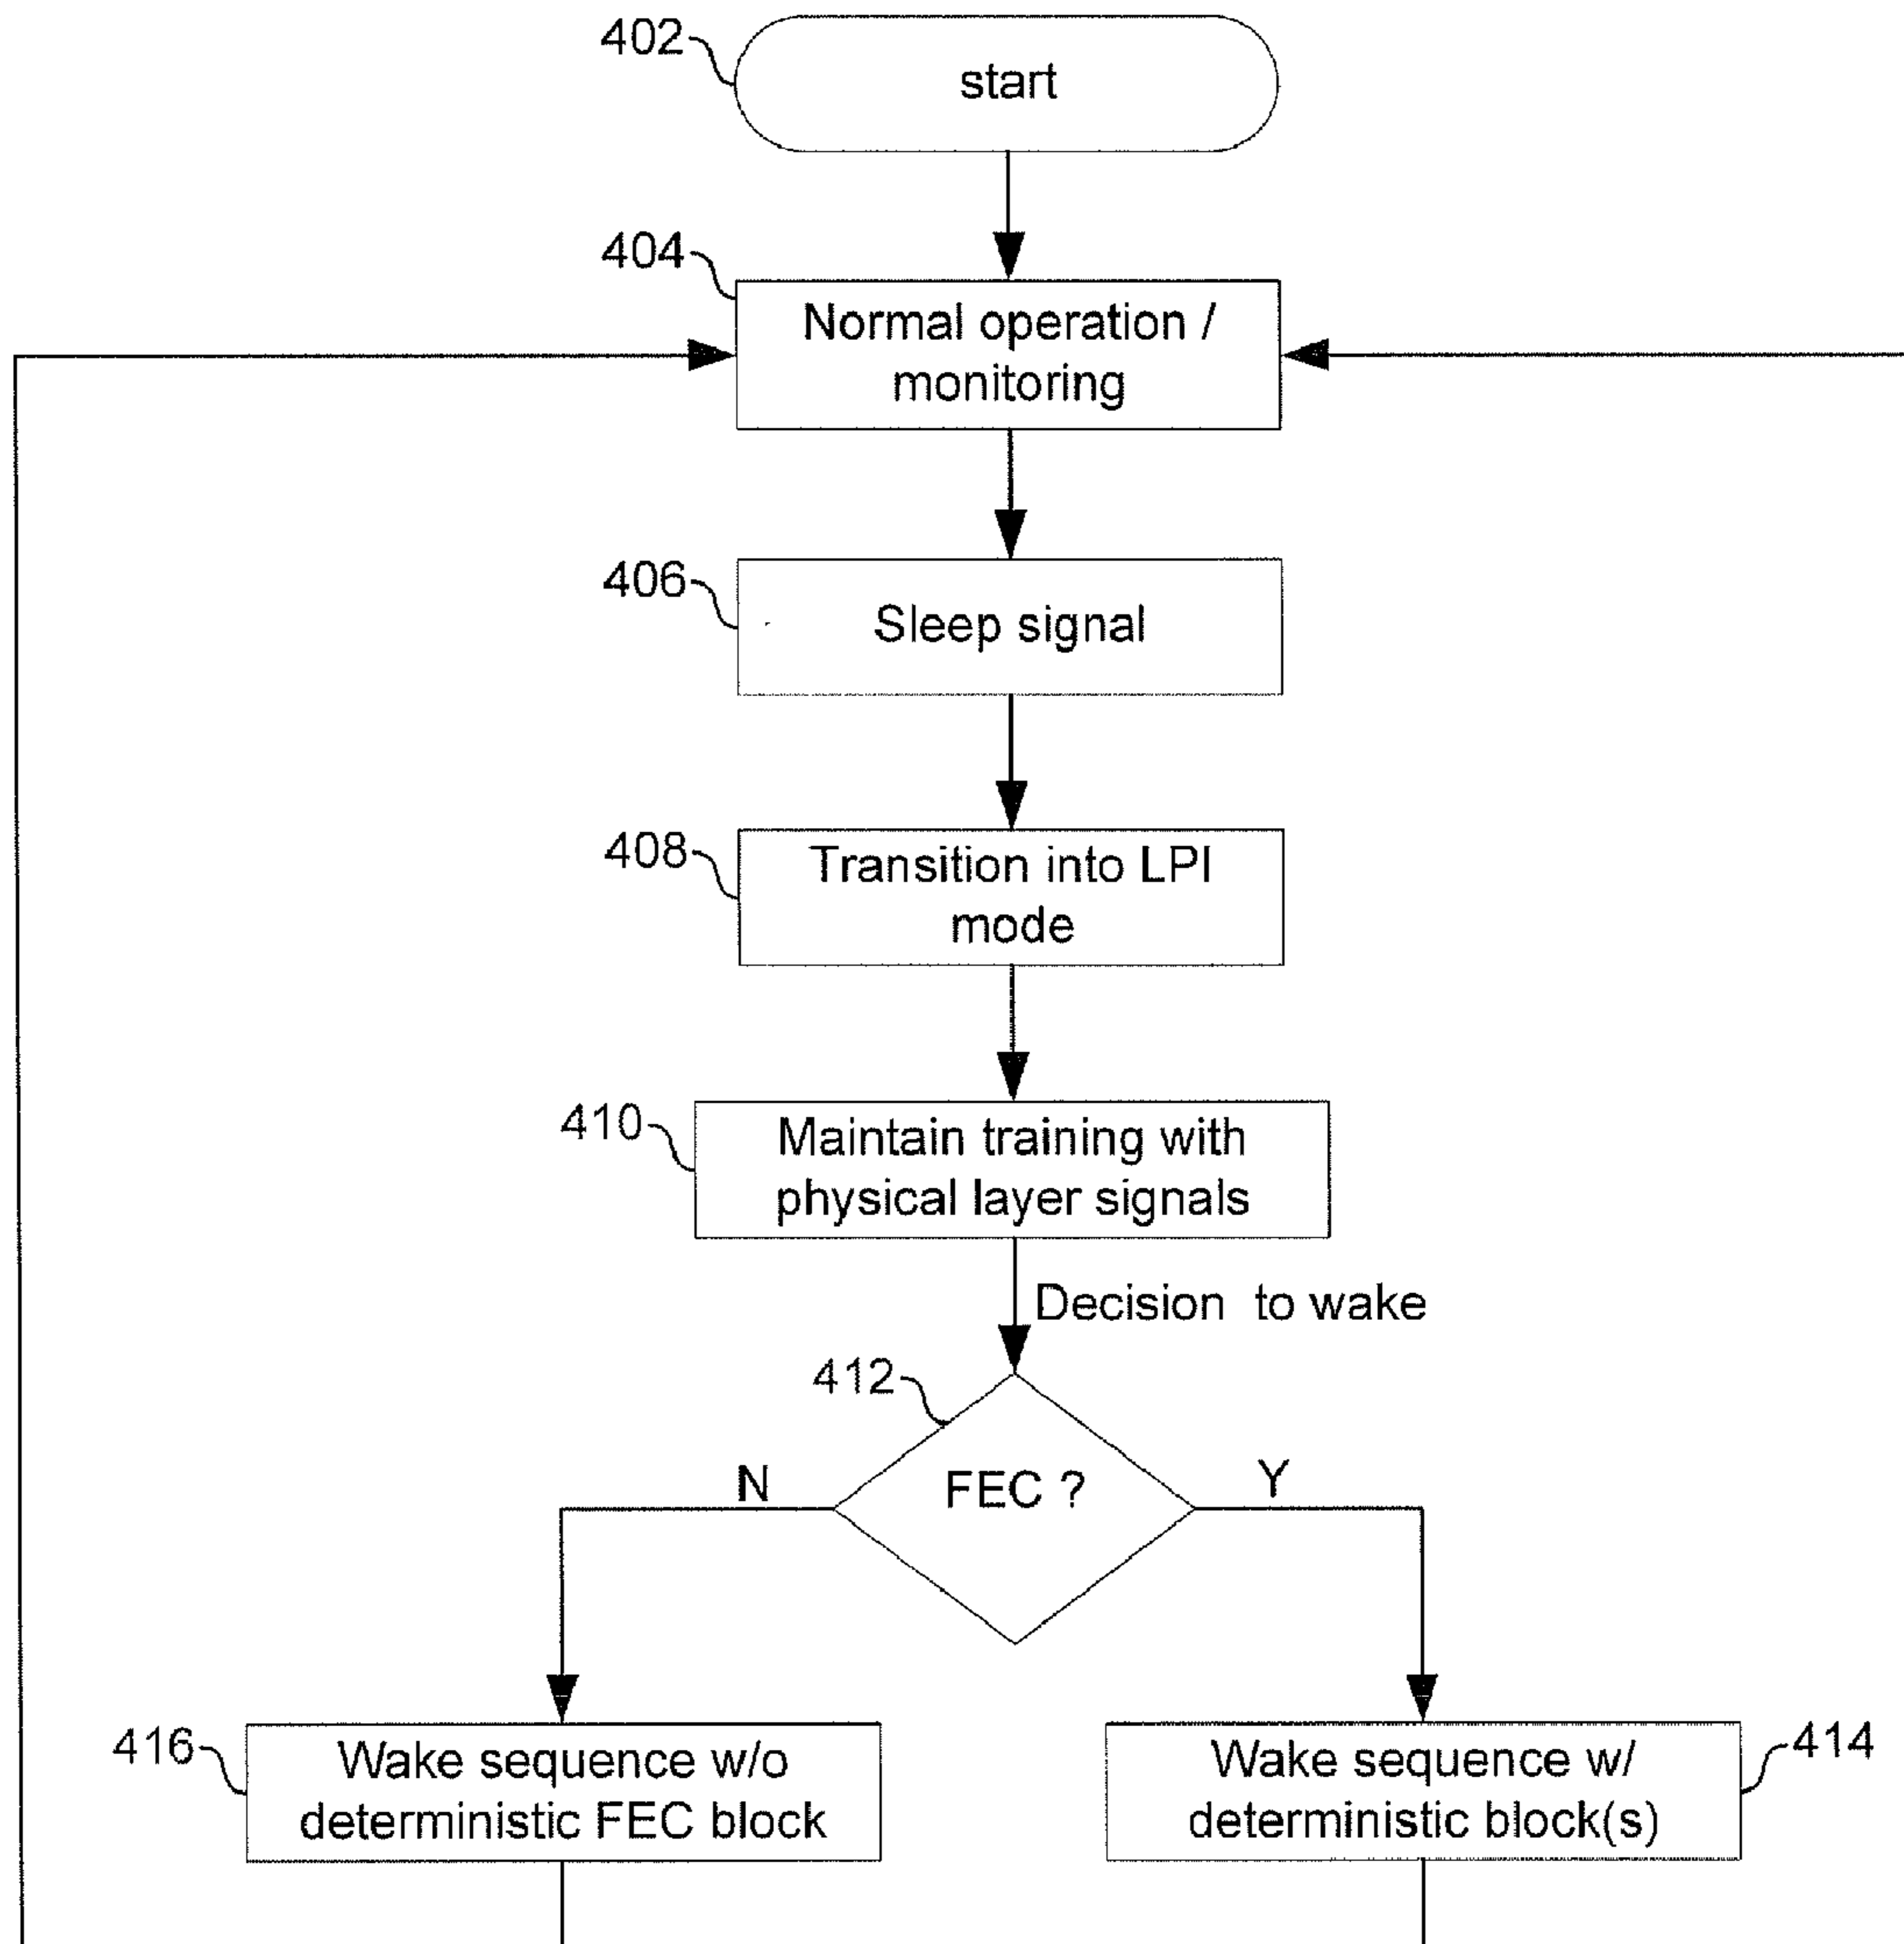 402
start
404
Normal operation /
monitoring
406
Sleep signal
408
Transition into LPI
mode
410
Maintain training with
physical layer signals
Decision to wake
412
FEC ?
N
Y
416
Wake sequence w/o
deterministic FEC block
Wake sequence w/
deterministic block(s)
414